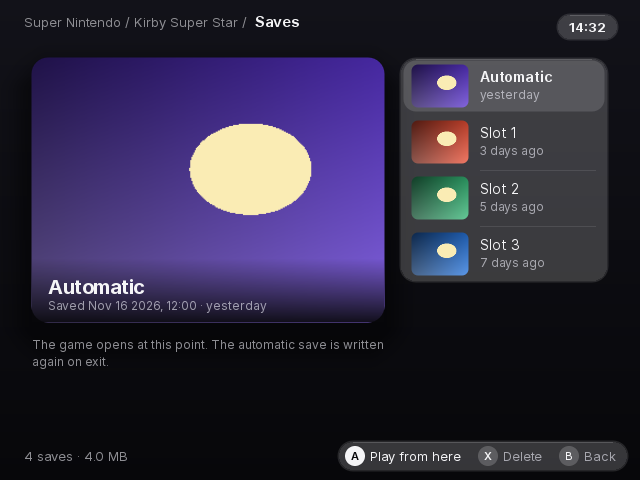 Super Nintendo / Kirby Super Star / Saves
14:32
Automatic
Saved Nov 16 2026, 12:00 · yesterday
The game opens at this point. The automatic save is written
again on exit.
Automatic
yesterday
Slot 1
3 days ago
Slot 2
5 days ago
Slot 3
7 days ago
4 saves · 4.0 MB
A Play from here X Delete B Back